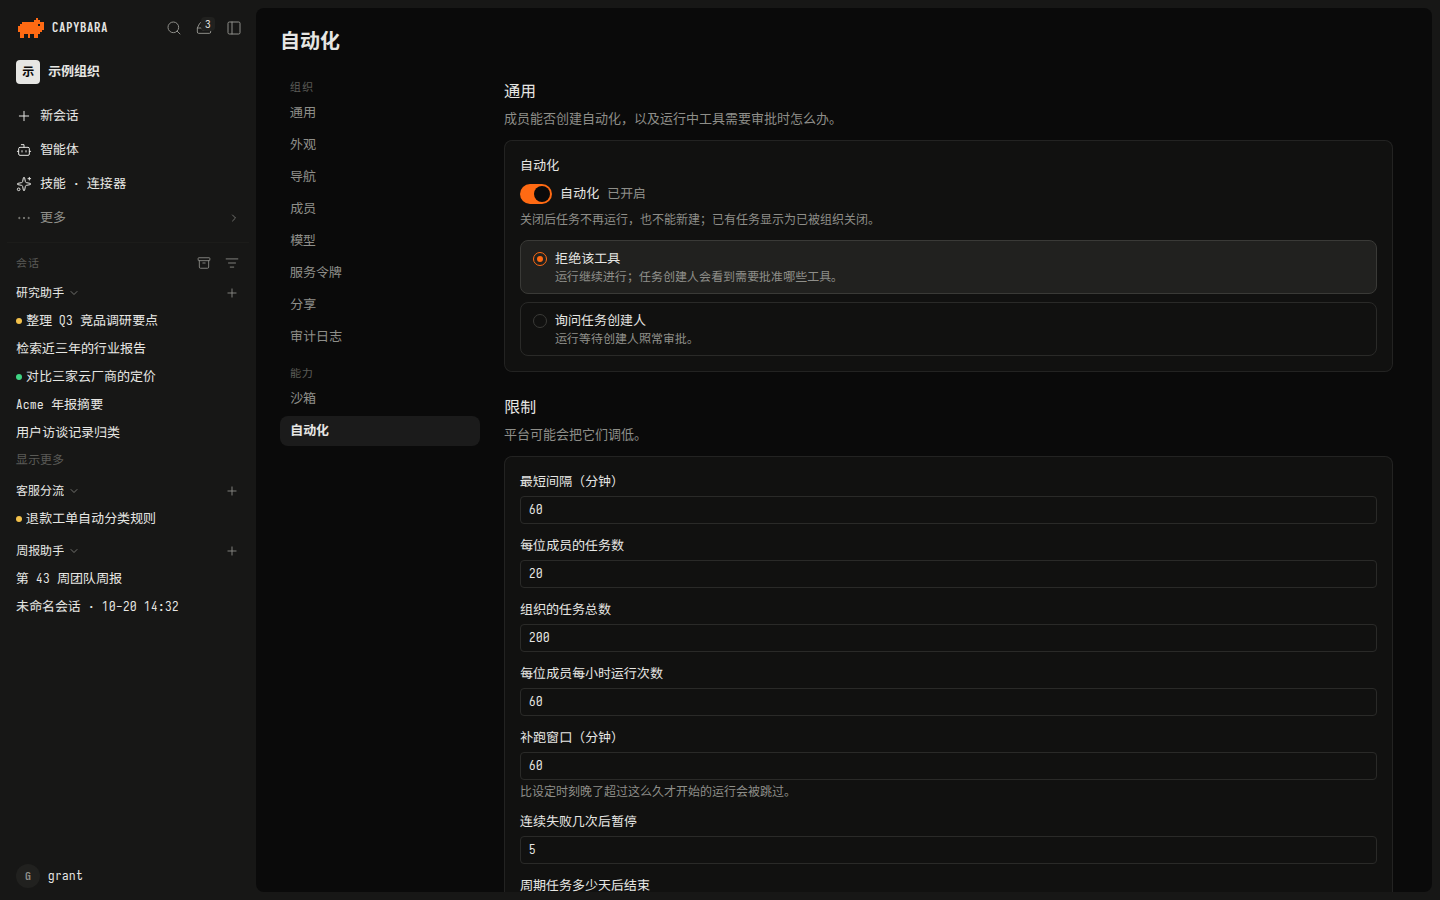 CAPYBARA
3
示 示例组织
新会话
智能体
技能 · 连接器
更多
会话
研究助手
整理 Q3 竞品调研要点
检索近三年的行业报告
对比三家云厂商的定价
Acme 年报摘要
用户访谈记录归类
显示更多
客服分流
退款工单自动分类规则
周报助手
第 43 周团队周报
未命名会话 · 10-20 14:32
G grant
自动化
组织
通用
外观
导航
成员
模型
服务令牌
分享
审计日志
能力
沙箱
自动化
通用
成员能否创建自动化，以及运行中工具需要审批时怎么办。
自动化
自动化 已开启
关闭后任务不再运行，也不能新建；已有任务显示为已被组织关闭。
拒绝该工具
运行继续进行；任务创建人会看到需要批准哪些工具。
询问任务创建人
运行等待创建人照常审批。
限制
平台可能会把它们调低。
最短间隔（分钟）
60
每位成员的任务数
20
组织的任务总数
200
每位成员每小时运行次数
60
补跑窗口（分钟）
60
比设定时刻晚了超过这么久才开始的运行会被跳过。
连续失败几次后暂停
5
周期任务多少天后结束